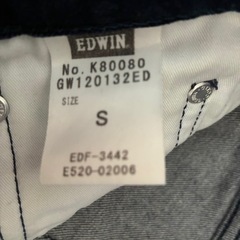 EDWIN
No. K80080
GW120132ED
SIZE
S
EDF-3442
E520-02006